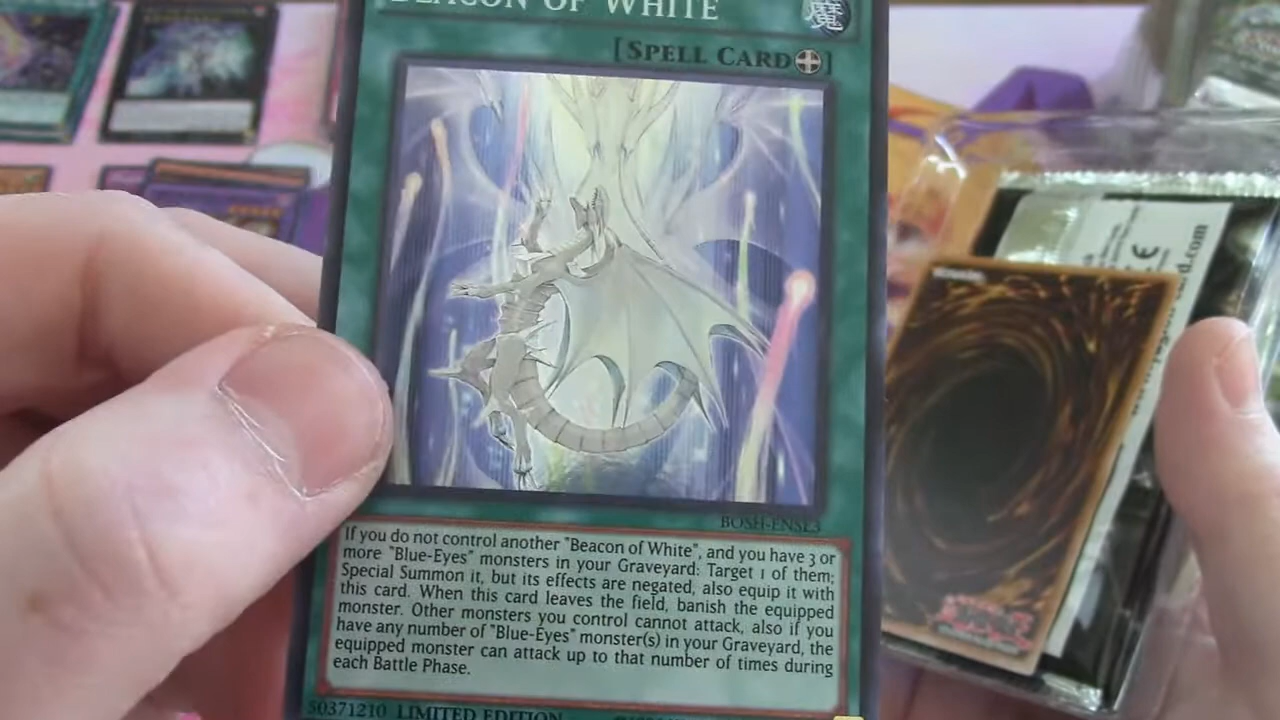 BEACON OF WHITE
魔
[SPELL CARD]
BOSH-ENSE3
If you do not control another "Beacon of White", and you have 3 or
more "Blue-Eyes" monsters in your Graveyard: Target 1 of them;
Special Summon it, but its effects are negated, also equip it with
this card. When this card leaves the field, banish the equipped
monster. Other monsters you control cannot attack, also if you
have any number of "Blue-Eyes" monster(s) in your Graveyard, the
equipped monster can attack up to that number of times during
each Battle Phase.
50371210 LIMITED EDITION
CE